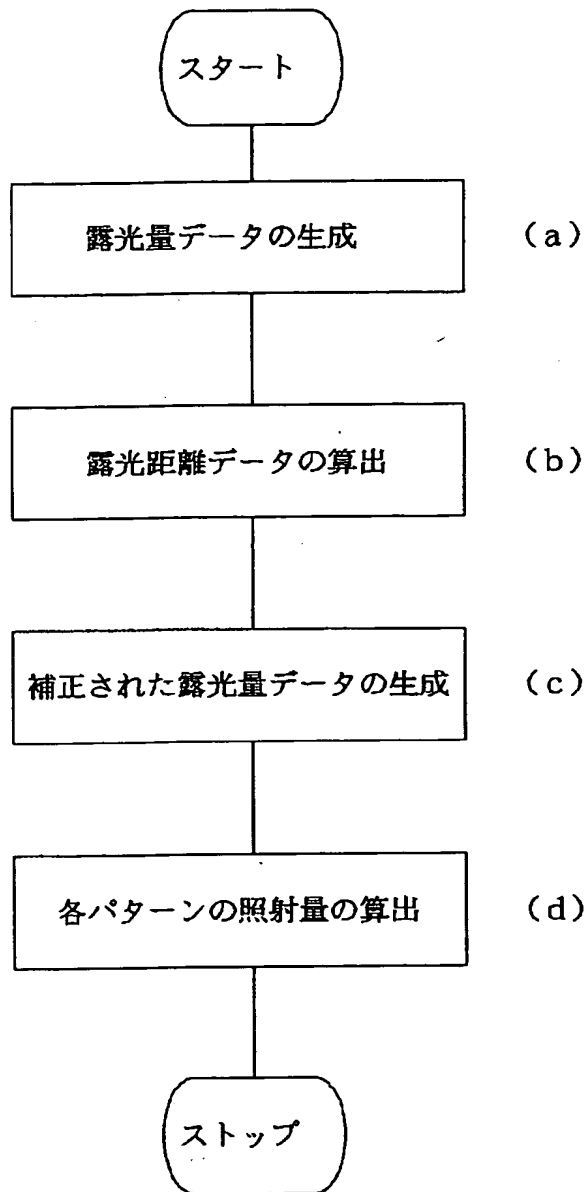 スタート
露光量データの生成 (a)
露光距離データの算出 (b)
補正された露光量データの生成 (c)
各パターンの照射量の算出 (d)
ストップ